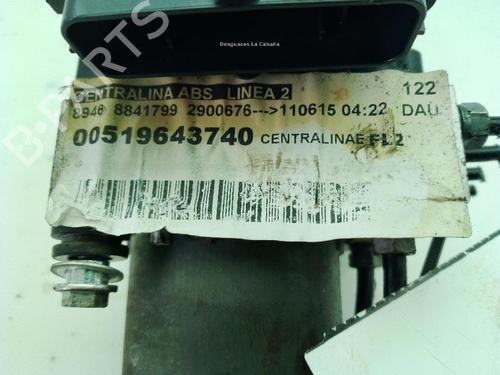 Desguaces La Cabaña
CENTRALINA ABS LINEA 2 122
8946 8841799 2900676--->110615 04:22 DAU
00519643740 CENTRALINAE FL2
B-PARTS